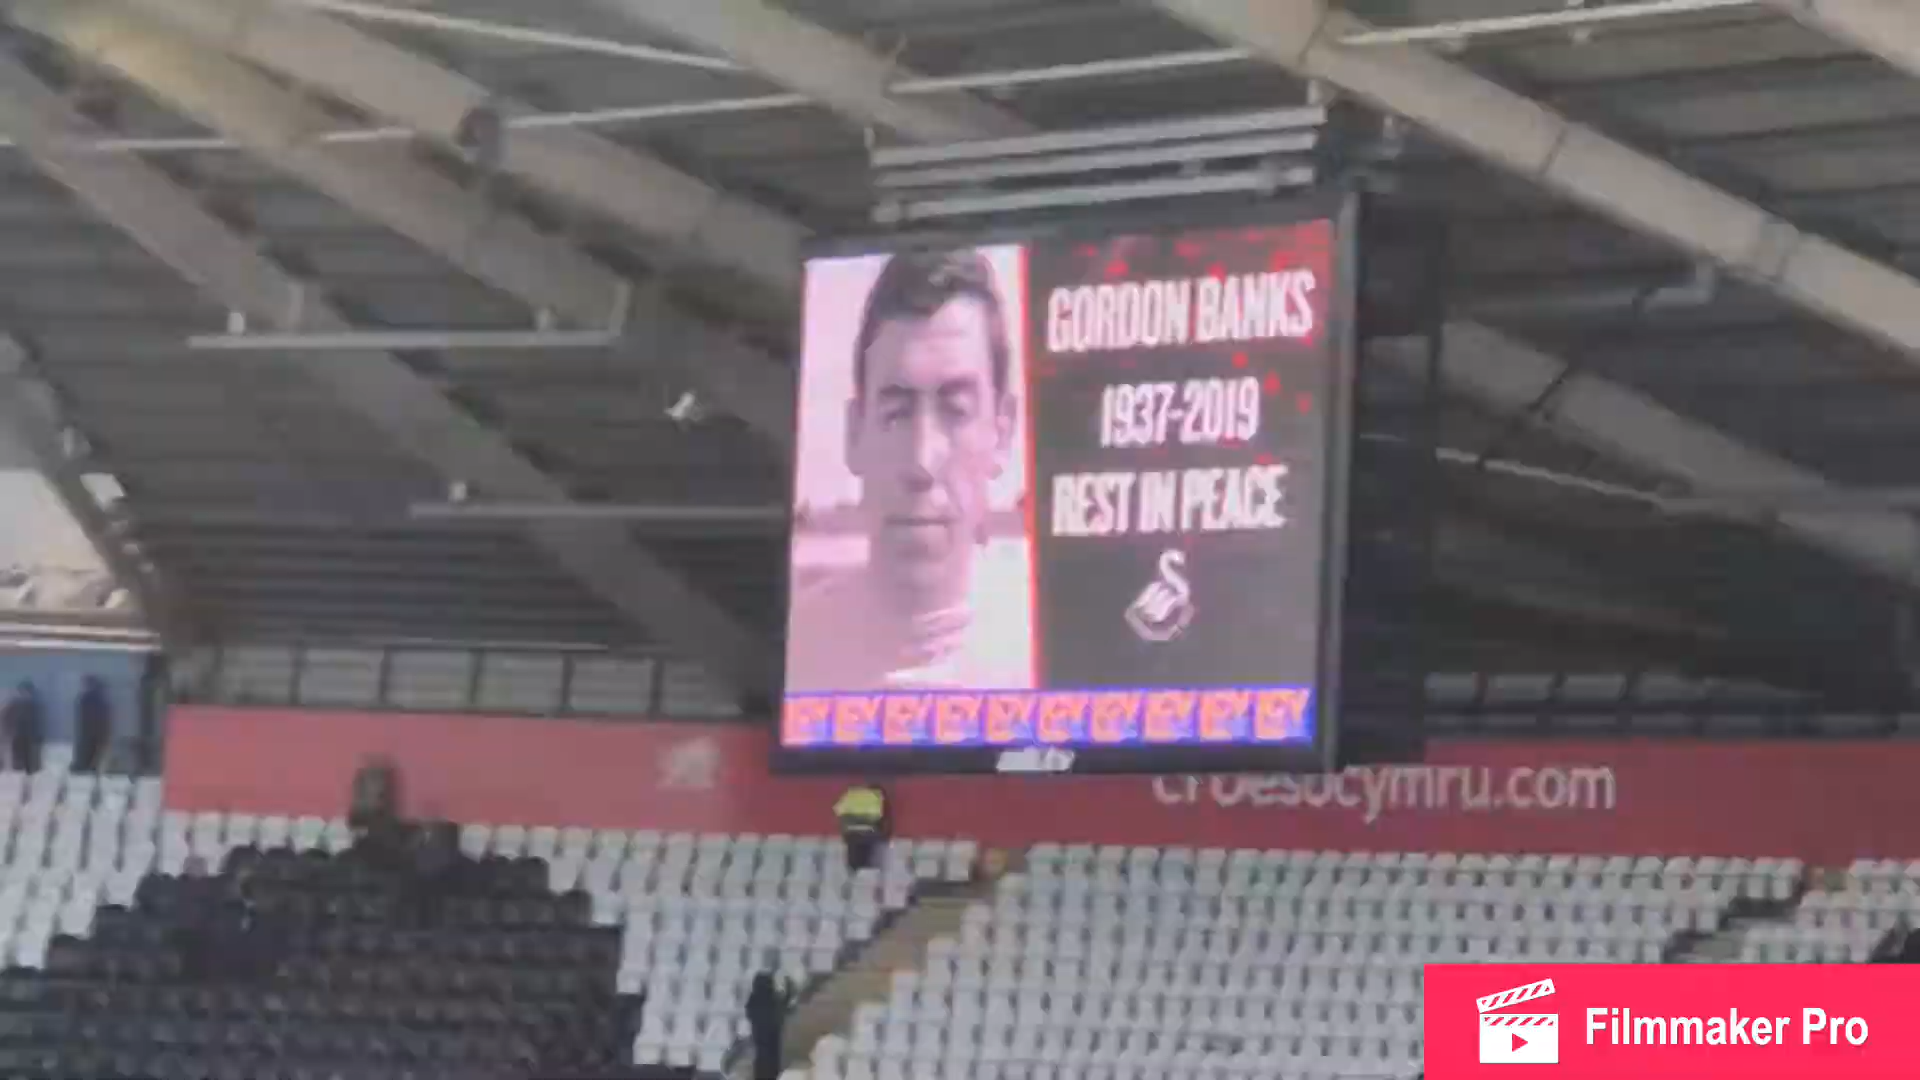 GORDON BANKS
1937-2019
REST IN PEACE
croesocymru.com
Filmmaker Pro